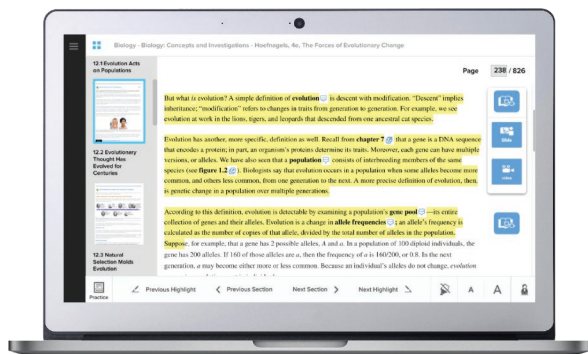 Biology - Biology: Concepts and Investigations - Hoefnagels, 4e, The Forces of Evolutionary Change
12.1 Evolution Acts
on Populations
12.2 Evolutionary
Thought Has
Evolved for
Centuries
12.3 Natural
Selection Molds
Evolution
Page 238 / 826
But what is evolution? A simple definition of evolution is descent with modification. "Descent" implies
inheritance; "modification" refers to changes in traits from generation to generation. For example, we see
evolution at work in the lions, tigers, and leopards that descended from one ancestral cat species.
Evolution has another, more specific, definition as well. Recall from chapter 7 that a gene is a DNA sequence
that encodes a protein; in part, an organism's proteins determine its traits. Moreover, each gene can have multiple
versions, or alleles. We have also seen that a population consists of interbreeding members of the same
species (see figure 1.2). Biologists say that evolution occurs in a population when some alleles become more
common, and others less common, from one generation to the next. A more precise definition of evolution, then,
is genetic change in a population over multiple generations.
According to this definition, evolution is detectable by examining a population's gene pool—its entire
collection of genes and their alleles. Evolution is a change in allele frequencies; an allele's frequency is
calculated as the number of copies of that allele, divided by the total number of alleles in the population.
Suppose, for example, that a gene has 2 possible alleles, A and a. In a population of 100 diploid individuals, the
gene has 200 alleles. If 160 of those alleles are a, then the frequency of a is 160/200, or 0.8. In the next
generation, a may become either more or less common. Because an individual's alleles do not change, evolution
Slide
Practice
Previous Highlight
Previous Section
Next Section
Next Highlight
A
A